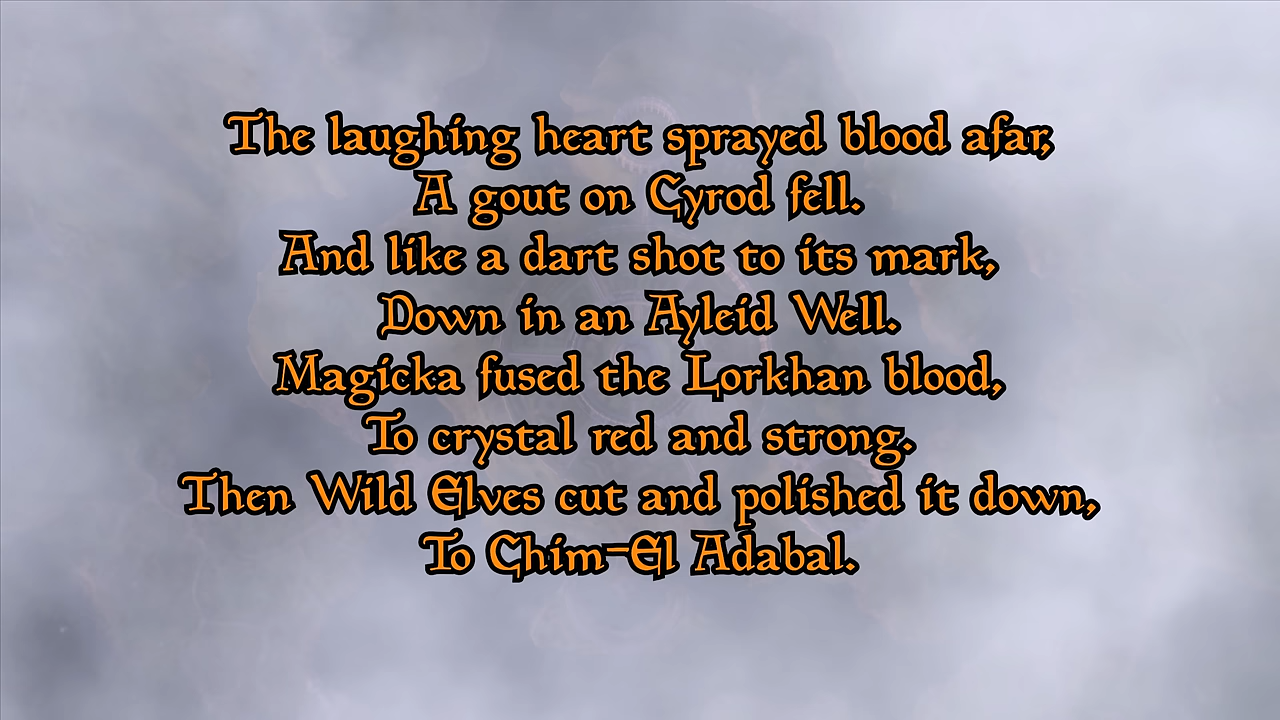 The laughing heart sprayed blood afar,
A gout on Cyrod fell.
And like a dart shot to its mark,
Down in an Ayleid Well.
Magicka fused the Lorkhan blood,
To crystal red and strong.
Then Wild Elves cut and polished it down,
To Chim-El Adabal.